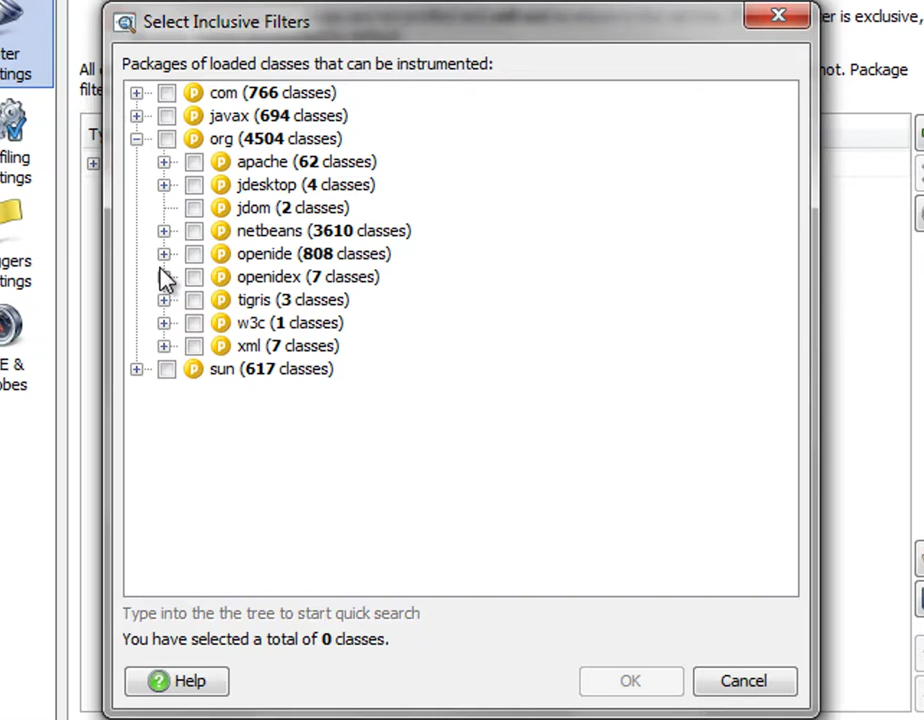 Select Inclusive Filters
er is exclusive,
ter
tings
All
not. Package
filte
Packages of loaded classes that can be instrumented:
com (766 classes)
javax (694 classes)
Ty
org (4504 classes)
apache (62 classes)
filing
tings
jdesktop (4 classes)
jdom (2 classes)
netbeans (3610 classes)
openide (808 classes)
ggers
tings
openidex (7 classes)
tigris (3 classes)
w3c (1 classes)
xml (7 classes)
E &
obes
sun (617 classes)
Type into the the tree to start quick search
You have selected a total of 0 classes.
Help
OK
Cancel